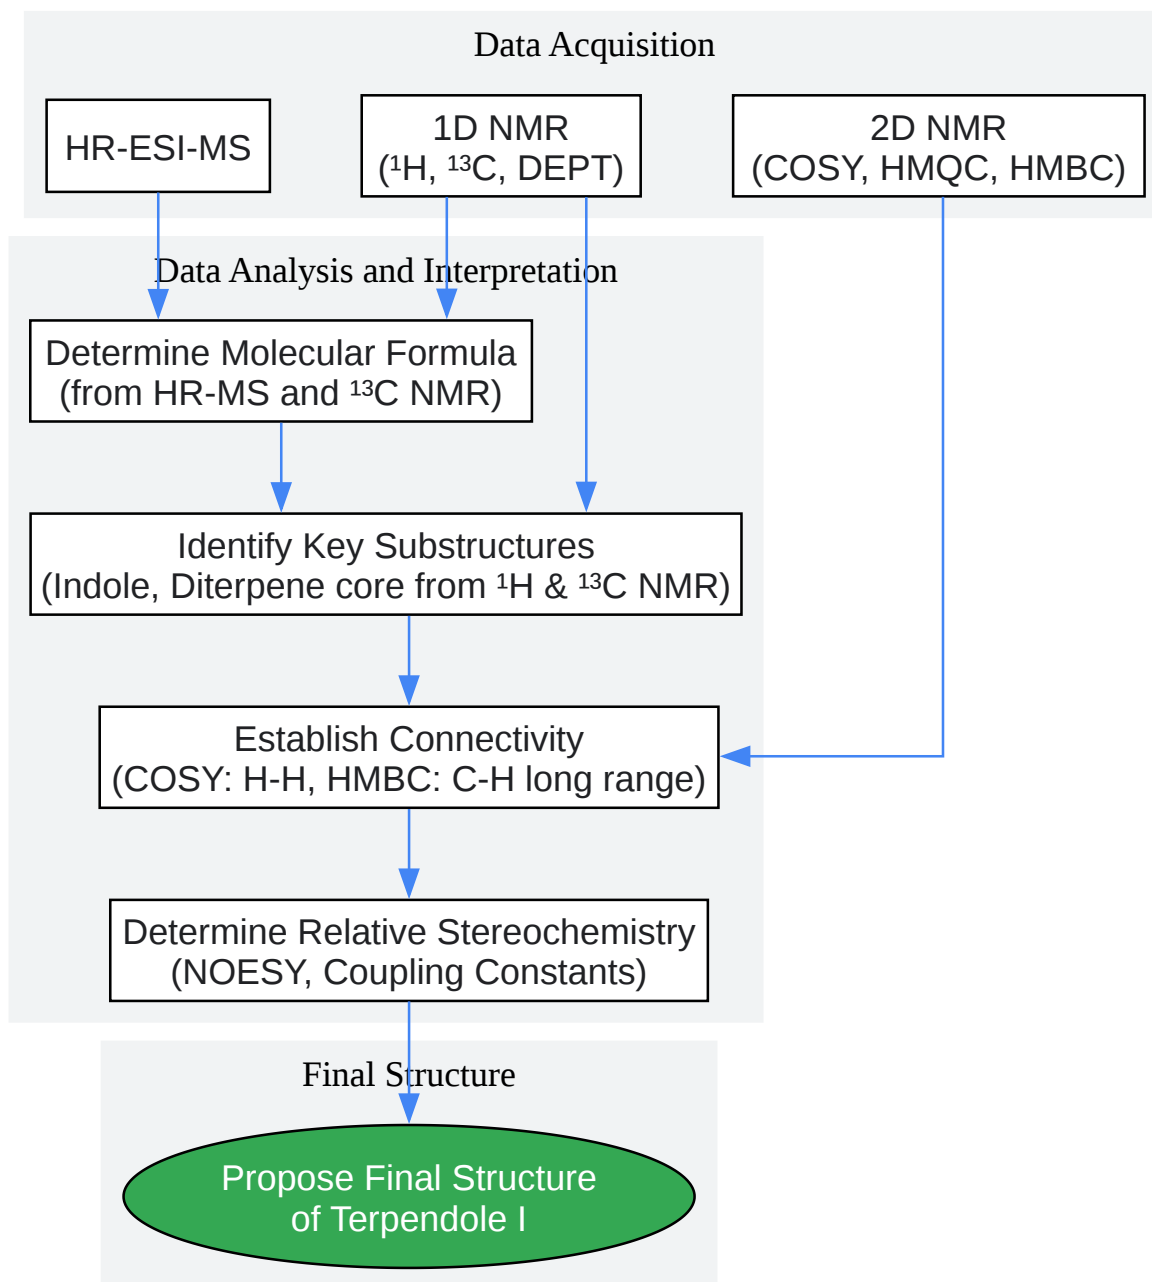 Data Acquisition
HR-ESI-MS
1D NMR
(¹H, ¹³C, DEPT)
2D NMR
(COSY, HMQC, HMBC)
Data Analysis and Interpretation
Determine Molecular Formula
(from HR-MS and ¹³C NMR)
Identify Key Substructures
(Indole, Diterpene core from ¹H & ¹³C NMR)
Establish Connectivity
(COSY: H-H, HMBC: C-H long range)
Determine Relative Stereochemistry
(NOESY, Coupling Constants)
Final Structure
Propose Final Structure
of Terpendole I